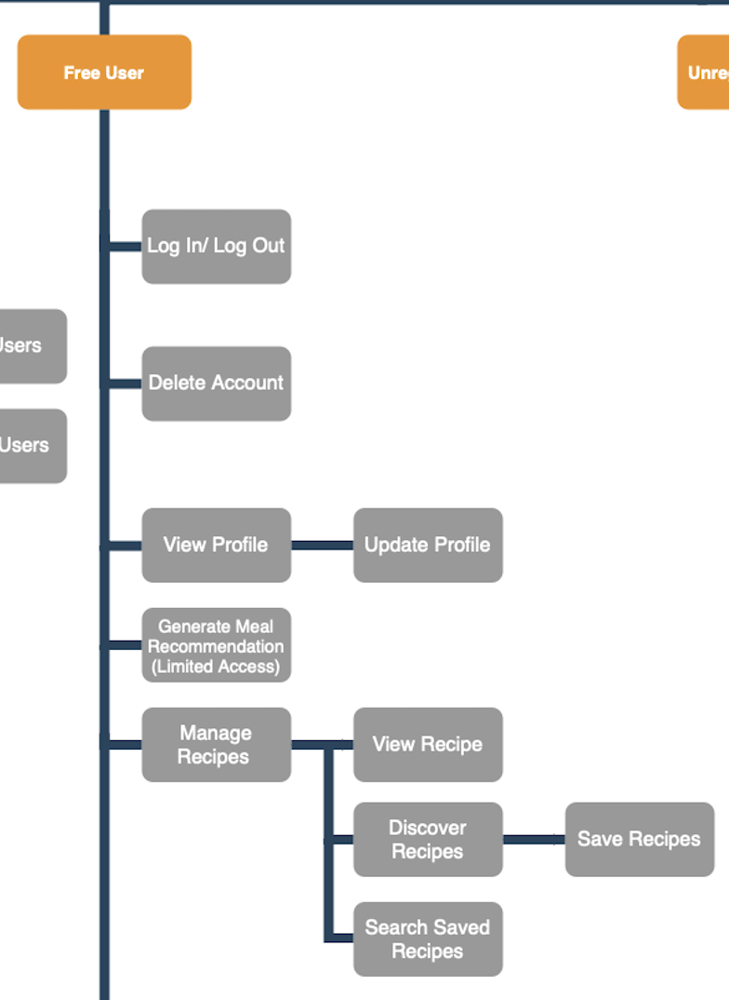 Free User
Log In/ Log Out
Users
Delete Account
Users
View Profile
Update Profile
Generate Meal
Recommendation
(Limited Access)
Manage
Recipes
View Recipe
Discover
Recipes
Save Recipes
Search Saved
Recipes